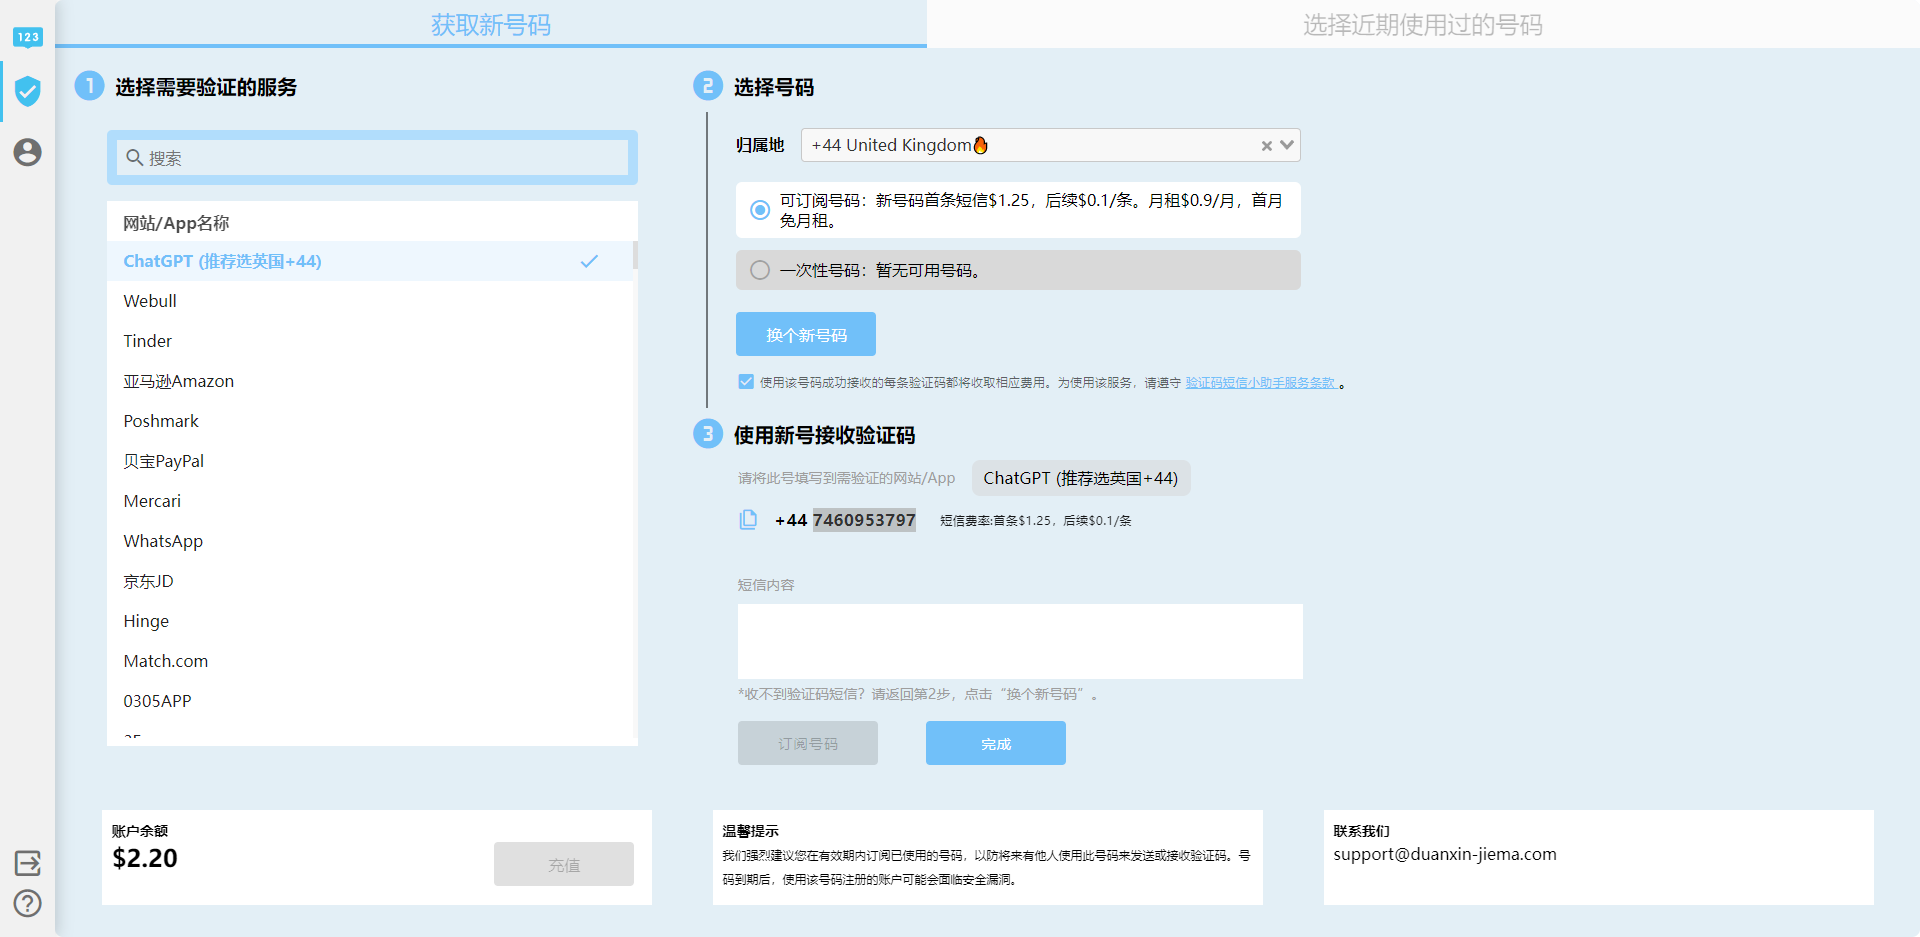 获取新号码
选择近期使用过的号码
123
1 选择需要验证的服务
搜索
网站/App名称
ChatGPT (推荐选英国+44)
Webull
Tinder
亚马逊Amazon
Poshmark
贝宝PayPal
Mercari
WhatsApp
京东JD
Hinge
Match.com
0305APP
2 选择号码
归属地
+44 United Kingdom🔥
可订阅号码：新号码首条短信$1.25，后续$0.1/条。月租$0.9/月，首月
免月租。
一次性号码：暂无可用号码。
换个新号码
使用该号码成功接收的每条验证码都将收取相应费用。为使用该服务，请遵守 验证码短信小助手服务条款 。
3 使用新号接收验证码
请将此号填写到需验证的网站/App
ChatGPT (推荐选英国+44)
+44 7460953797
短信费率:首条$1.25，后续$0.1/条
短信内容
*收不到验证码短信？请返回第2步，点击“换个新号码”。
订阅号码
完成
账户余额
$2.20
充值
温馨提示
我们强烈建议您在有效期内订阅已使用的号码，以防将来有他人使用此号码来发送或接收验证码。号
码到期后，使用该号码注册的账户可能会面临安全漏洞。
联系我们
support@duanxin-jiema.com